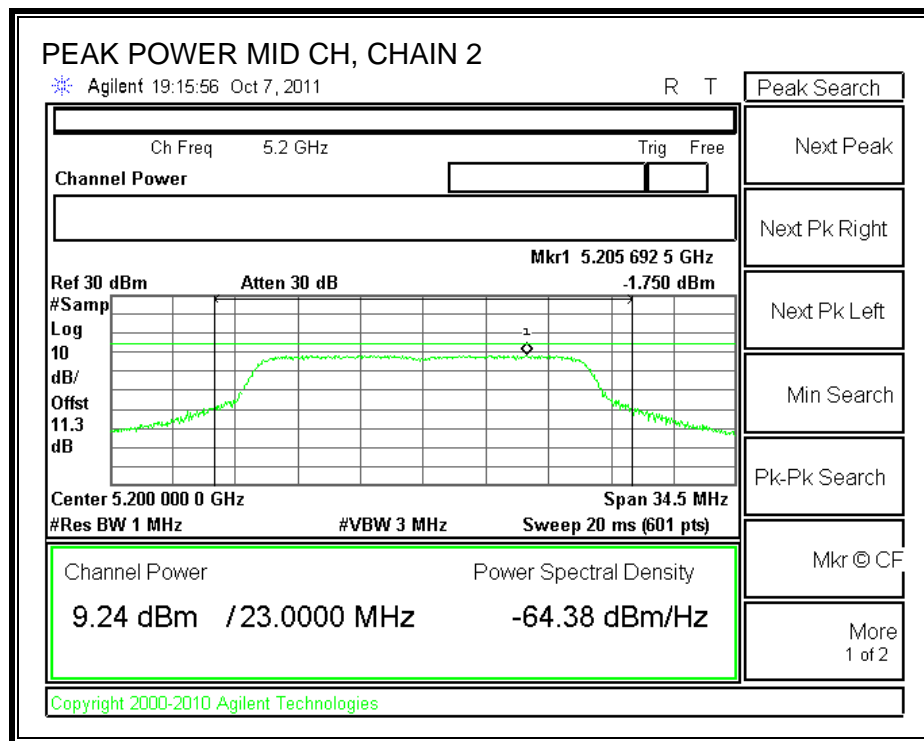 PEAK POWER MID CH, CHAIN 2
Agilent 19:15:56 Oct 7, 2011 R T
Peak Search
Ch Freq 5.2 GHz Trig Free
Channel Power
Mkr1 5.205 692 5 GHz
Ref 30 dBm Atten 30 dB -1.750 dBm
#Samp
Log
10
dB/
Offst
11.3
dB
1
Center 5.200 000 0 GHz Span 34.5 MHz
#Res BW 1 MHz #VBW 3 MHz Sweep 20 ms (601 pts)
Channel Power Power Spectral Density
9.24 dBm / 23.0000 MHz -64.38 dBm/Hz
Copyright 2000-2010 Agilent Technologies
Next Peak
Next Pk Right
Next Pk Left
Min Search
Pk-Pk Search
Mkr © CF
More
1 of 2